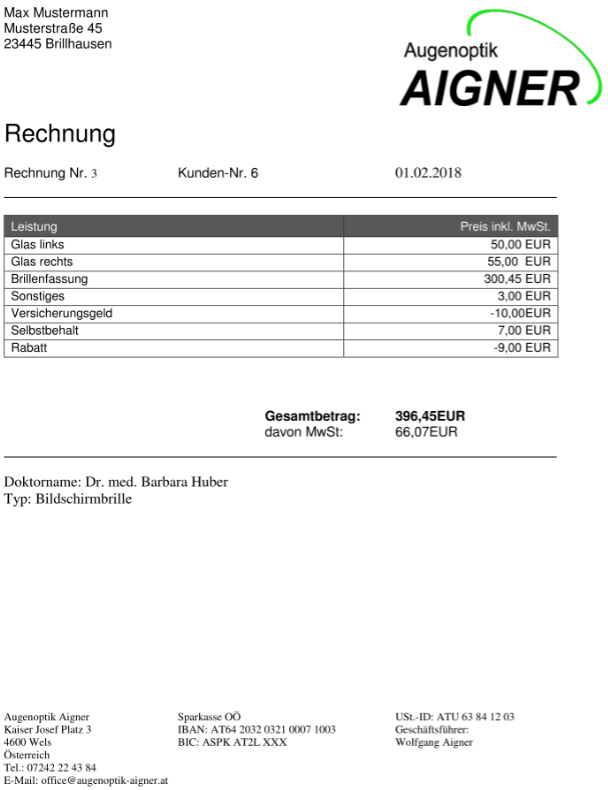 Max Mustermann
Musterstraße 45
23445 Brillhausen
Augenoptik
AIGNER
Rechnung
Rechnung Nr. 3 Kunden-Nr. 6 01.02.2018
Leistung Preis inkl. MwSt.
Glas links 50,00 EUR
Glas rechts 55,00 EUR
Brillenfassung 300,45 EUR
Sonstiges 3,00 EUR
Versicherungsgeld -10,00EUR
Selbstbehalt 7,00 EUR
Rabatt -9,00 EUR
Gesamtbetrag: 396,45EUR
davon MwSt: 66,07EUR
Doktorname: Dr. med. Barbara Huber
Typ: Bildschirmbrille
Augenoptik Aigner
Kaiser Josef Platz 3
4600 Wels
Österreich
Tel.: 07242 22 43 84
E-Mail: office@augenoptik-aigner.at
Sparkasse OÖ
IBAN: AT64 2032 0321 0007 1003
BIC: ASPK AT2L XXX
USt.-ID: ATU 63 84 12 03
Geschäftsführer:
Wolfgang Aigner